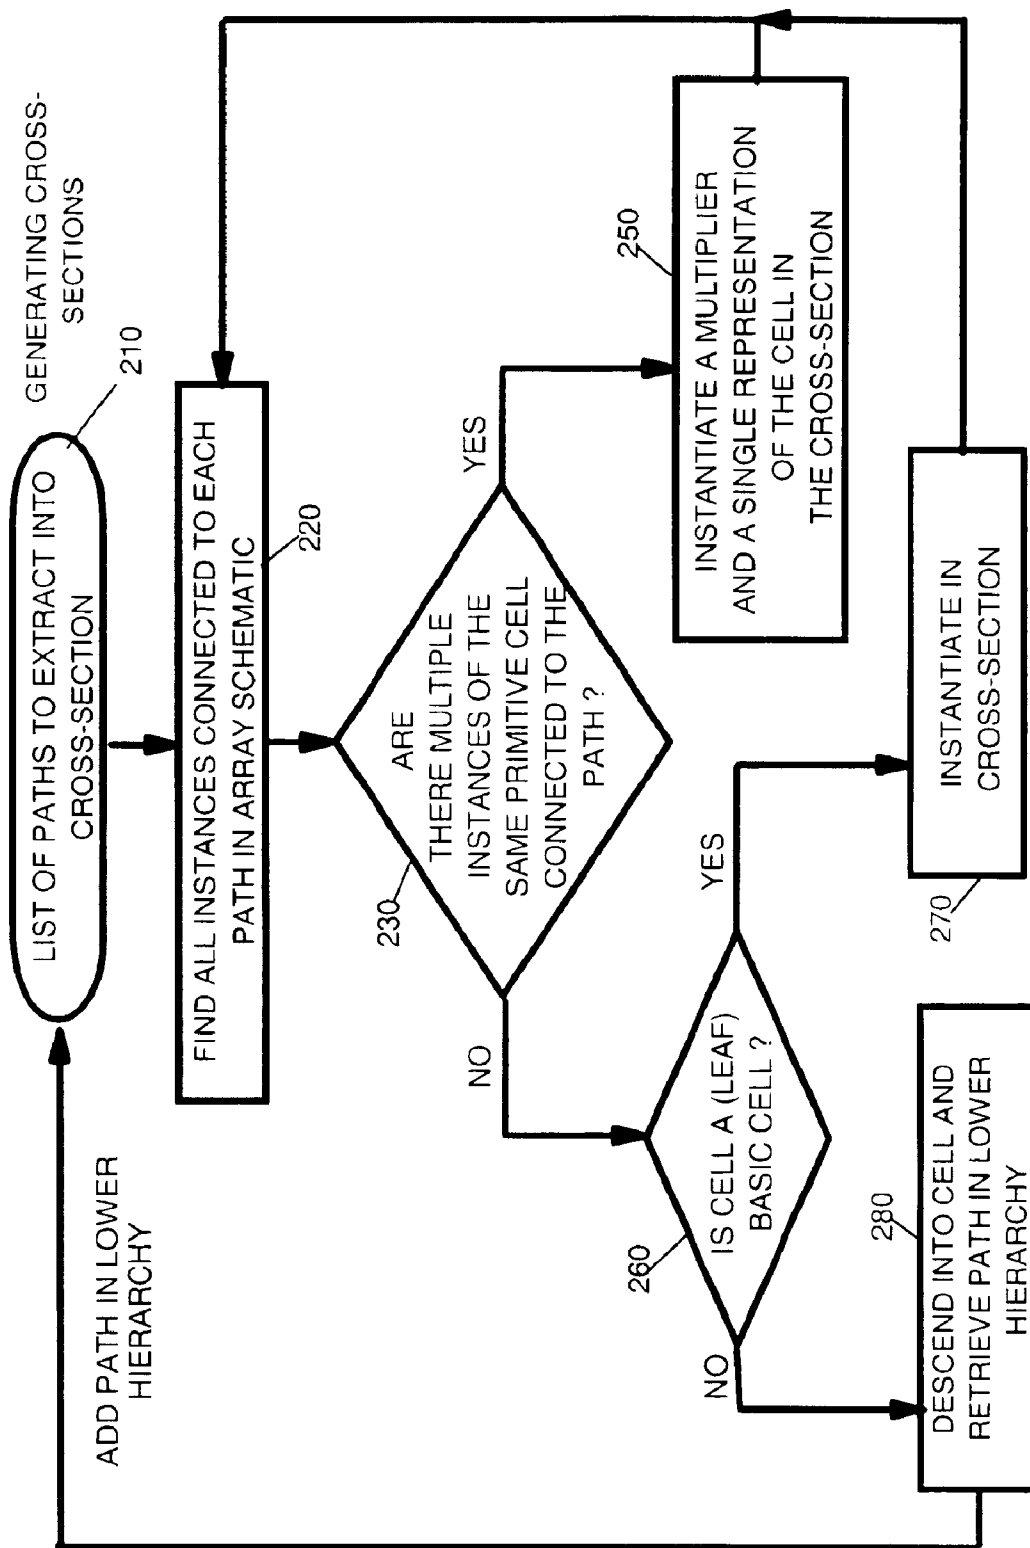 GENERATING CROSS-
SECTIONS
210
LIST OF PATHS TO EXTRACT INTO
CROSS-SECTION
FIND ALL INSTANCES CONNECTED TO EACH
PATH IN ARRAY SCHEMATIC
220
ARE
THERE MULTIPLE
INSTANCES OF THE
SAME PRIMITIVE CELL
CONNECTED TO THE
PATH ?
230
YES
NO
250
INSTANTIATE A MULTIPLIER
AND A SINGLE REPRESENTATION
OF THE CELL IN
THE CROSS-SECTION
IS CELL A (LEAF)
BASIC CELL ?
260
YES
NO
INSTANTIATE IN
CROSS-SECTION
270
280
DESCEND INTO CELL AND
RETRIEVE PATH IN LOWER
HIERARCHY
ADD PATH IN LOWER
HIERARCHY